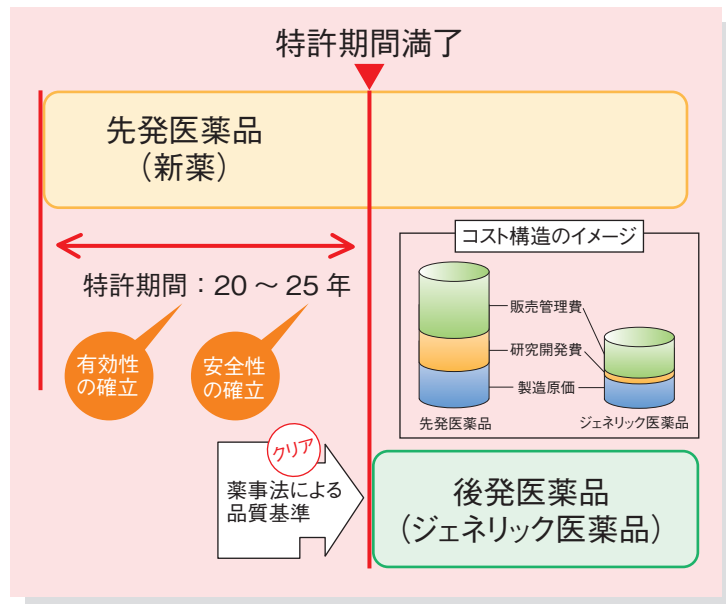 特許期間満了
先発医薬品
（新薬）
特許期間：20 ～ 25 年
有効性
の確立
安全性
の確立
コスト構造のイメージ
販売管理費
研究開発費
製造原価
先発医薬品
ジェネリック医薬品
クリア
薬事法による
品質基準
後発医薬品
（ジェネリック医薬品）